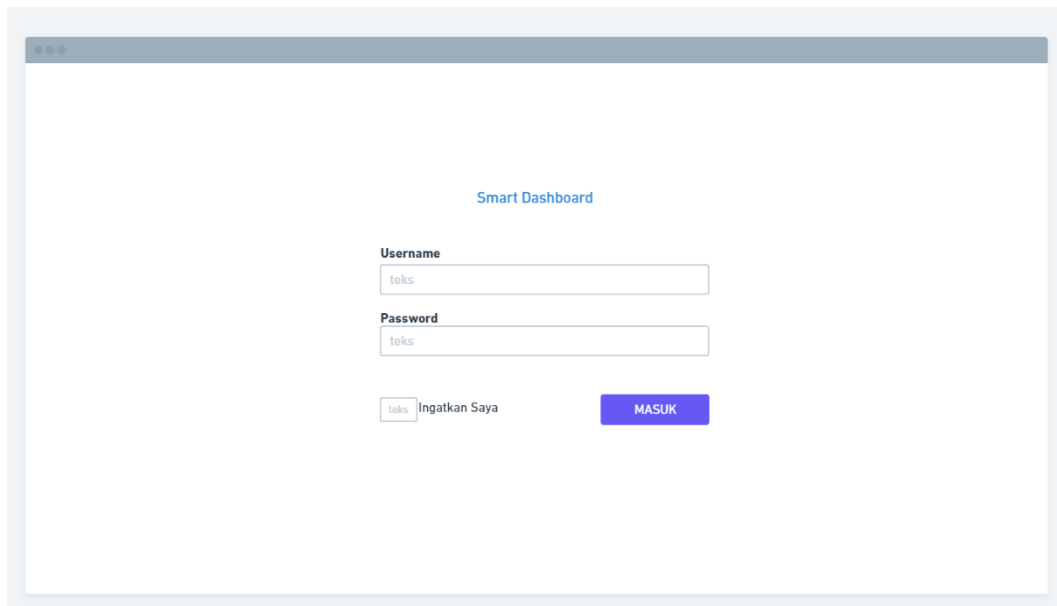 Smart Dashboard
Username
teks
Password
teks
teks Ingatkan Saya
MASUK